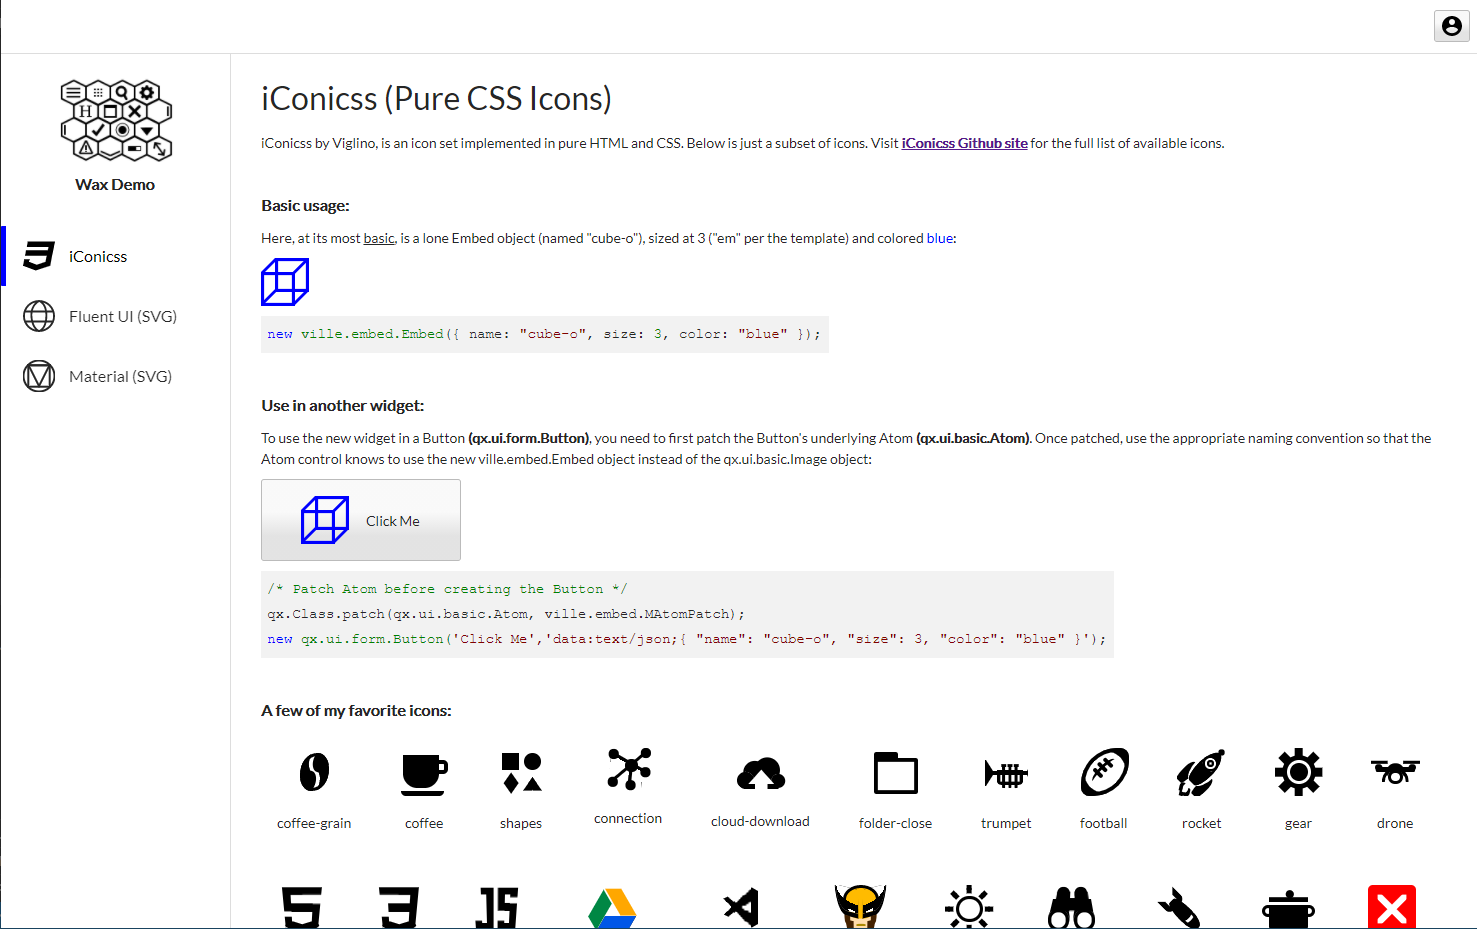 iConicss (Pure CSS Icons)
iConicss by Viglino, is an icon set implemented in pure HTML and CSS. Below is just a subset of icons. Visit iConicss Github site for the full list of available icons.
Wax Demo
iConicss
Fluent UI (SVG)
Material (SVG)
Basic usage:
Here, at its most basic, is a lone Embed object (named "cube-o"), sized at 3 ("em" per the template) and colored blue:
new ville.embed.Embed({ name: "cube-o", size: 3, color: "blue" });
Use in another widget:
To use the new widget in a Button (qx.ui.form.Button), you need to first patch the Button's underlying Atom (qx.ui.basic.Atom). Once patched, use the appropriate naming convention so that the
Atom control knows to use the new ville.embed.Embed object instead of the qx.ui.basic.Image object:
Click Me
/* Patch Atom before creating the Button */
qx.Class.patch(qx.ui.basic.Atom, ville.embed.MAtomPatch);
new qx.ui.form.Button('Click Me','data:text/json;{ "name": "cube-o", "size": 3, "color": "blue" }');
A few of my favorite icons:
coffee-grain coffee shapes connection cloud-download folder-close trumpet football rocket gear drone
JS